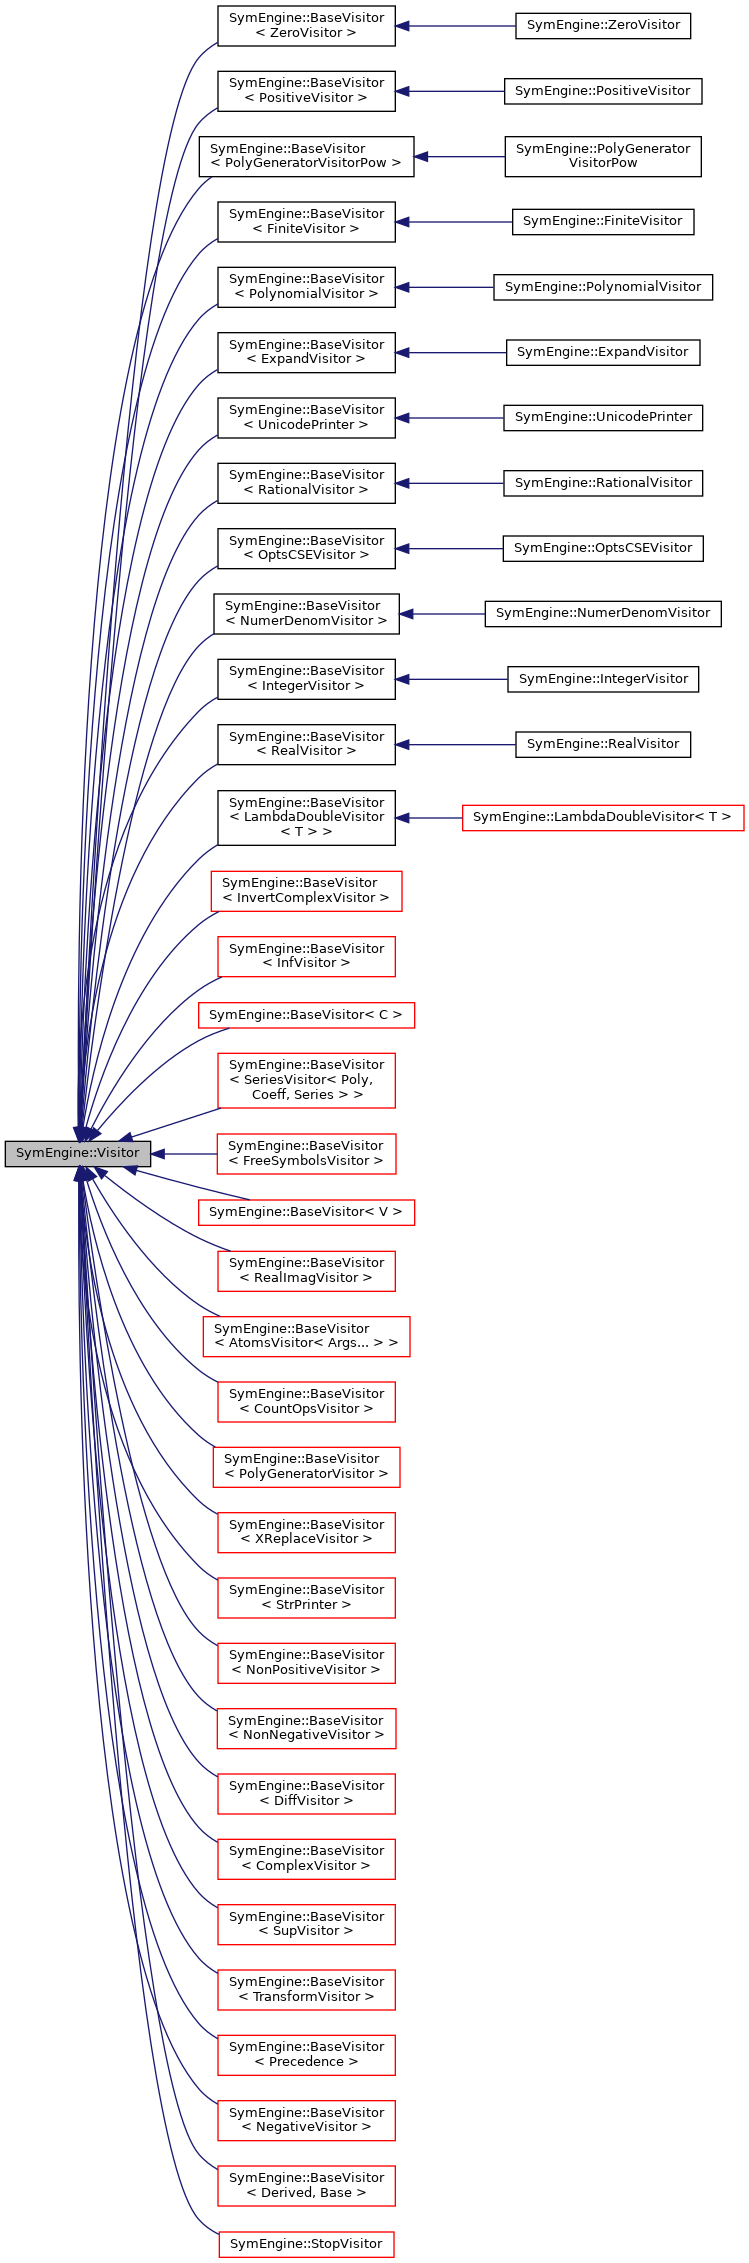 SymEngine::BaseVisitor
< ZeroVisitor >
SymEngine::ZeroVisitor
SymEngine::BaseVisitor
< PositiveVisitor >
SymEngine::PositiveVisitor
SymEngine::BaseVisitor
< PolyGeneratorVisitorPow >
SymEngine::PolyGenerator
VisitorPow
SymEngine::BaseVisitor
< FiniteVisitor >
SymEngine::FiniteVisitor
SymEngine::BaseVisitor
< PolynomialVisitor >
SymEngine::PolynomialVisitor
SymEngine::BaseVisitor
< ExpandVisitor >
SymEngine::ExpandVisitor
SymEngine::BaseVisitor
< UnicodePrinter >
SymEngine::UnicodePrinter
SymEngine::BaseVisitor
< RationalVisitor >
SymEngine::RationalVisitor
SymEngine::BaseVisitor
< OptsCSEVisitor >
SymEngine::OptsCSEVisitor
SymEngine::BaseVisitor
< NumerDenomVisitor >
SymEngine::NumerDenomVisitor
SymEngine::BaseVisitor
< IntegerVisitor >
SymEngine::IntegerVisitor
SymEngine::BaseVisitor
< RealVisitor >
SymEngine::RealVisitor
SymEngine::BaseVisitor
< LambdaDoubleVisitor
< T > >
SymEngine::LambdaDoubleVisitor< T >
SymEngine::BaseVisitor
< InvertComplexVisitor >
SymEngine::BaseVisitor
< InfVisitor >
SymEngine::BaseVisitor< C >
SymEngine::BaseVisitor
< SeriesVisitor< Poly,
Coeff, Series > >
SymEngine::Visitor
SymEngine::BaseVisitor
< FreeSymbolsVisitor >
SymEngine::BaseVisitor< V >
SymEngine::BaseVisitor
< RealImagVisitor >
SymEngine::BaseVisitor
< AtomsVisitor< Args... > >
SymEngine::BaseVisitor
< CountOpsVisitor >
SymEngine::BaseVisitor
< PolyGeneratorVisitor >
SymEngine::BaseVisitor
< XReplaceVisitor >
SymEngine::BaseVisitor
< StrPrinter >
SymEngine::BaseVisitor
< NonPositiveVisitor >
SymEngine::BaseVisitor
< NonNegativeVisitor >
SymEngine::BaseVisitor
< DiffVisitor >
SymEngine::BaseVisitor
< ComplexVisitor >
SymEngine::BaseVisitor
< SupVisitor >
SymEngine::BaseVisitor
< TransformVisitor >
SymEngine::BaseVisitor
< Precedence >
SymEngine::BaseVisitor
< NegativeVisitor >
SymEngine::BaseVisitor
< Derived, Base >
SymEngine::StopVisitor